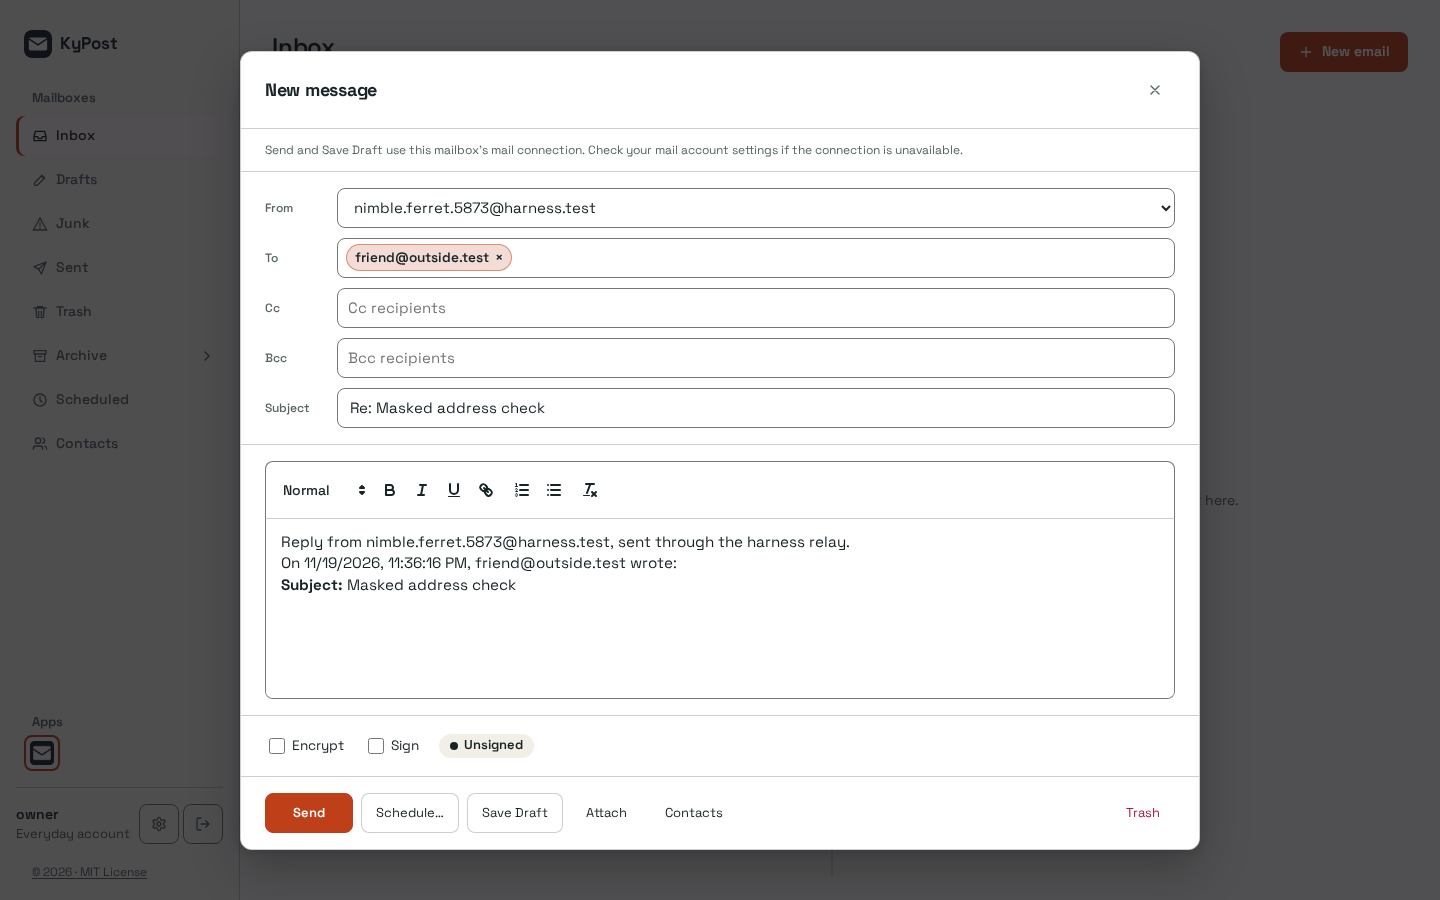 KyPost
Inbox
New email
Mailboxes
Inbox
Drafts
Junk
Sent
Trash
Archive
Scheduled
Contacts
New message
Send and Save Draft use this mailbox's mail connection. Check your mail account settings if the connection is unavailable.
From
nimble.ferret.5873@harness.test
To
friend@outside.test ×
Cc
Cc recipients
Bcc
Bcc recipients
Subject
Re: Masked address check
Normal
Reply from nimble.ferret.5873@harness.test, sent through the harness relay.
On 11/19/2026, 11:36:16 PM, friend@outside.test wrote:
Subject: Masked address check
here.
Encrypt
Sign
Unsigned
Send
Schedule...
Save Draft
Attach
Contacts
Trash
Apps
owner
Everyday account
© 2026 · MIT License